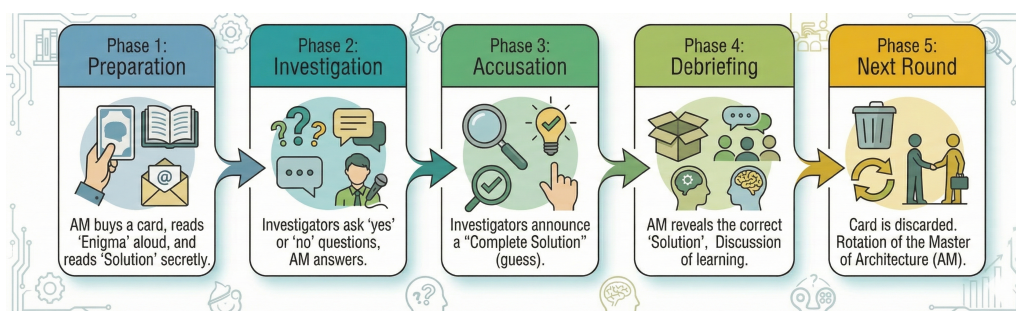 Phase 1:
Preparation
AM buys a card, reads
‘Enigma’ aloud, and
reads ‘Solution’ secretly.
Phase 2:
Investigation
Investigators ask ‘yes’
or ‘no’ questions,
AM answers.
Phase 3:
Accusation
Investigators announce
a “Complete Solution”
(guess).
Phase 4:
Debriefing
AM reveals the correct
‘Solution’, Discussion
of learning.
Phase 5:
Next Round
Card is discarded.
Rotation of the Master
of Architecture (AM).